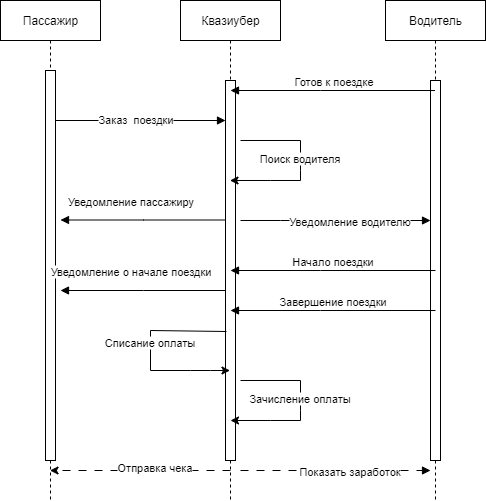 Пассажир
Квазиубер
Водитель
Готов к поездке
Заказ поездки
Поиск водителя
Уведомление пассажиру
Уведомление водителю
Начало поездки
Уведомление о начале поездки
Завершение поездки
Списание оплаты
Зачисление оплаты
Отправка чека
Показать заработок